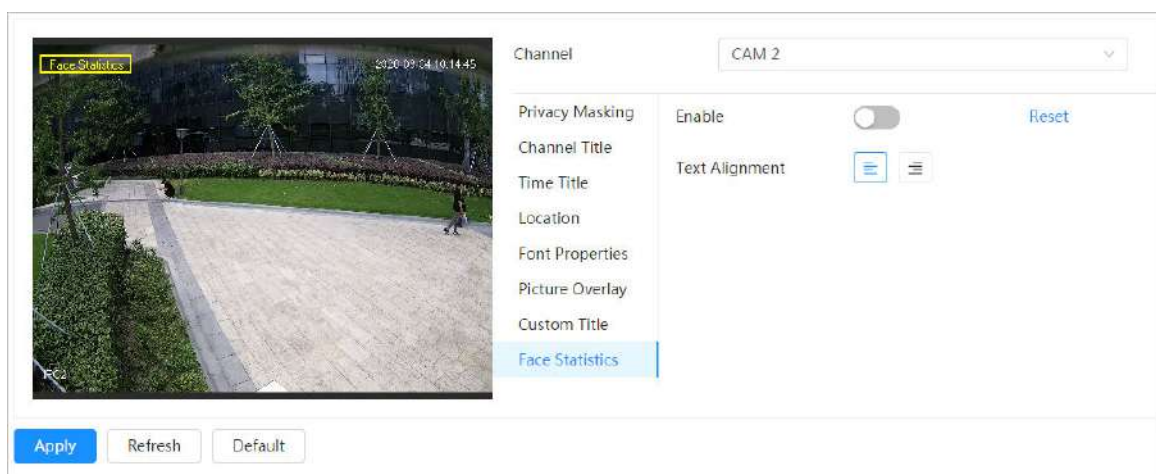 Face Statistics
2020-09-04 10:14:45
IPC2
Channel
CAM 2
Privacy Masking
Channel Title
Time Title
Location
Font Properties
Picture Overlay
Custom Title
Face Statistics
Enable
Reset
Text Alignment
Apply
Refresh
Default